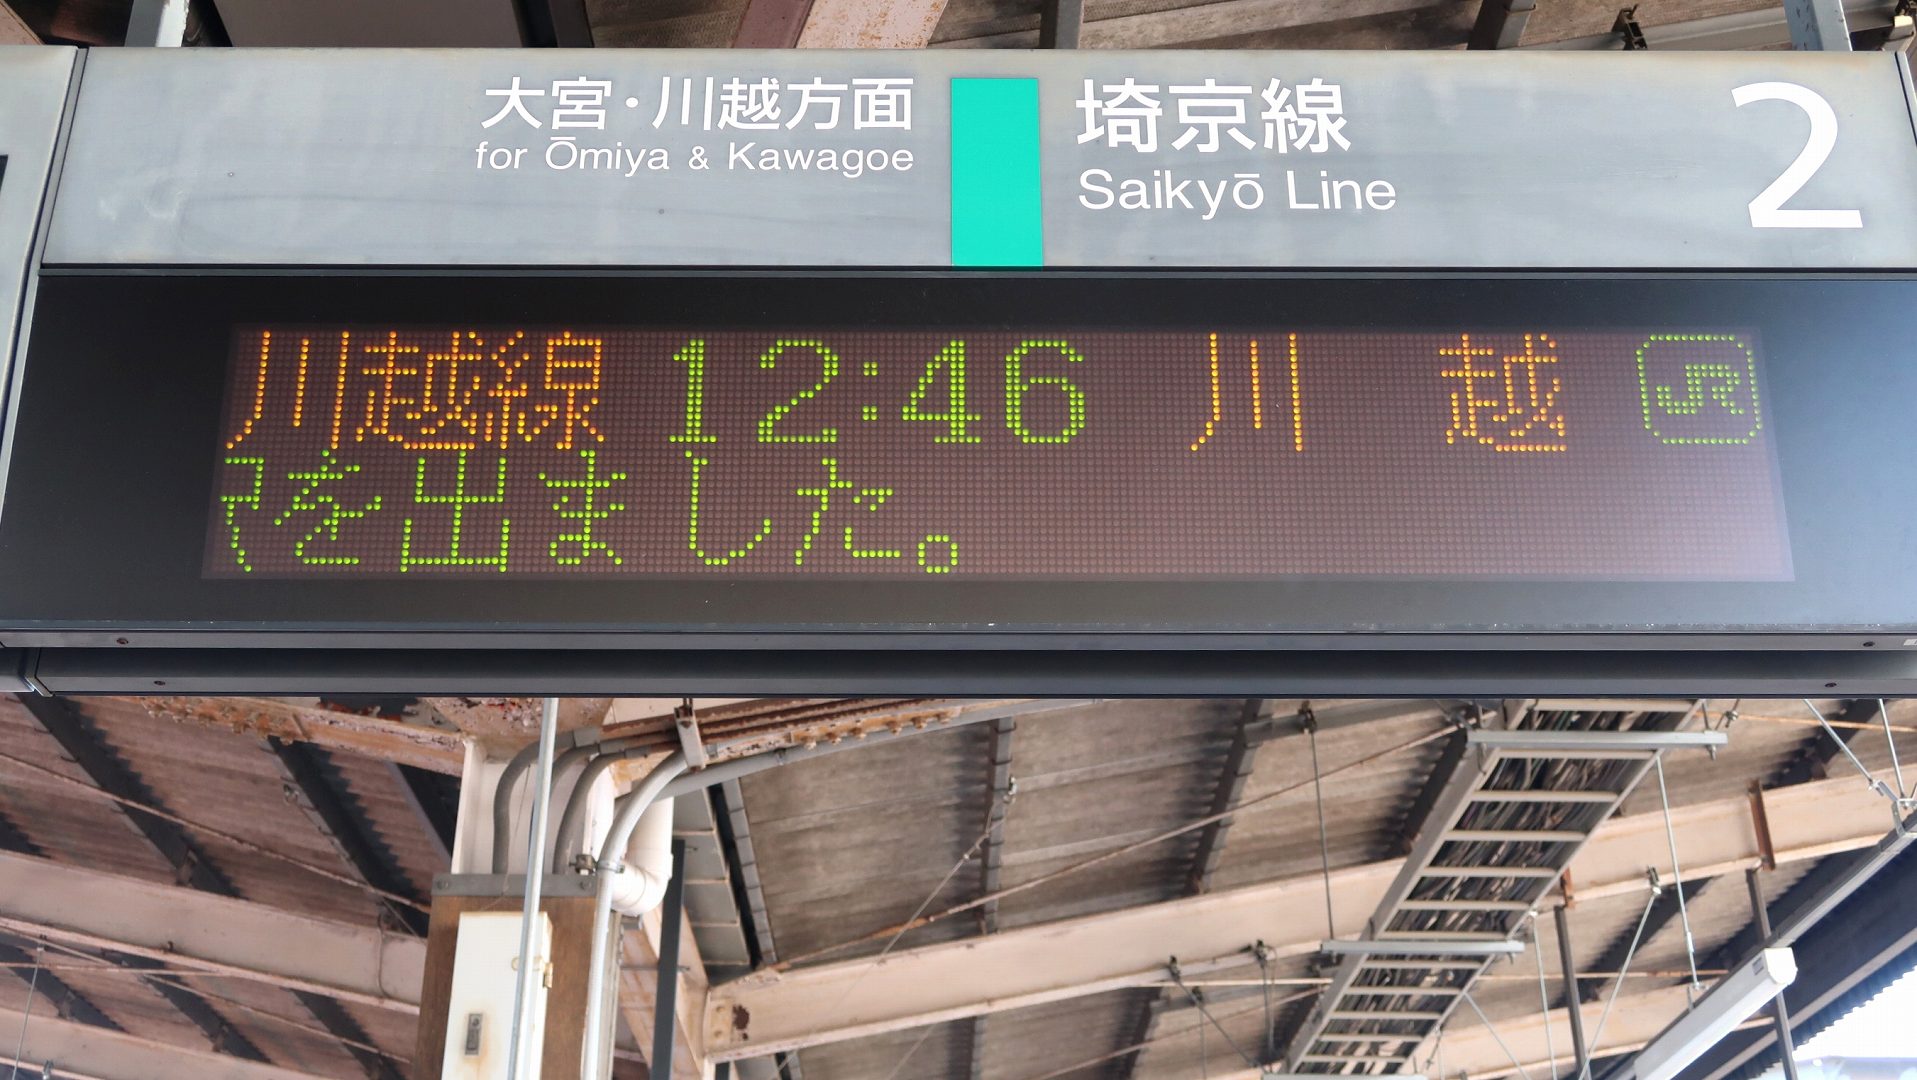 大宮・川越方面
for Ōmiya & Kawagoe
埼京線
Saikyō Line
2
川越線 12:46 川 越 JR
を出ました。